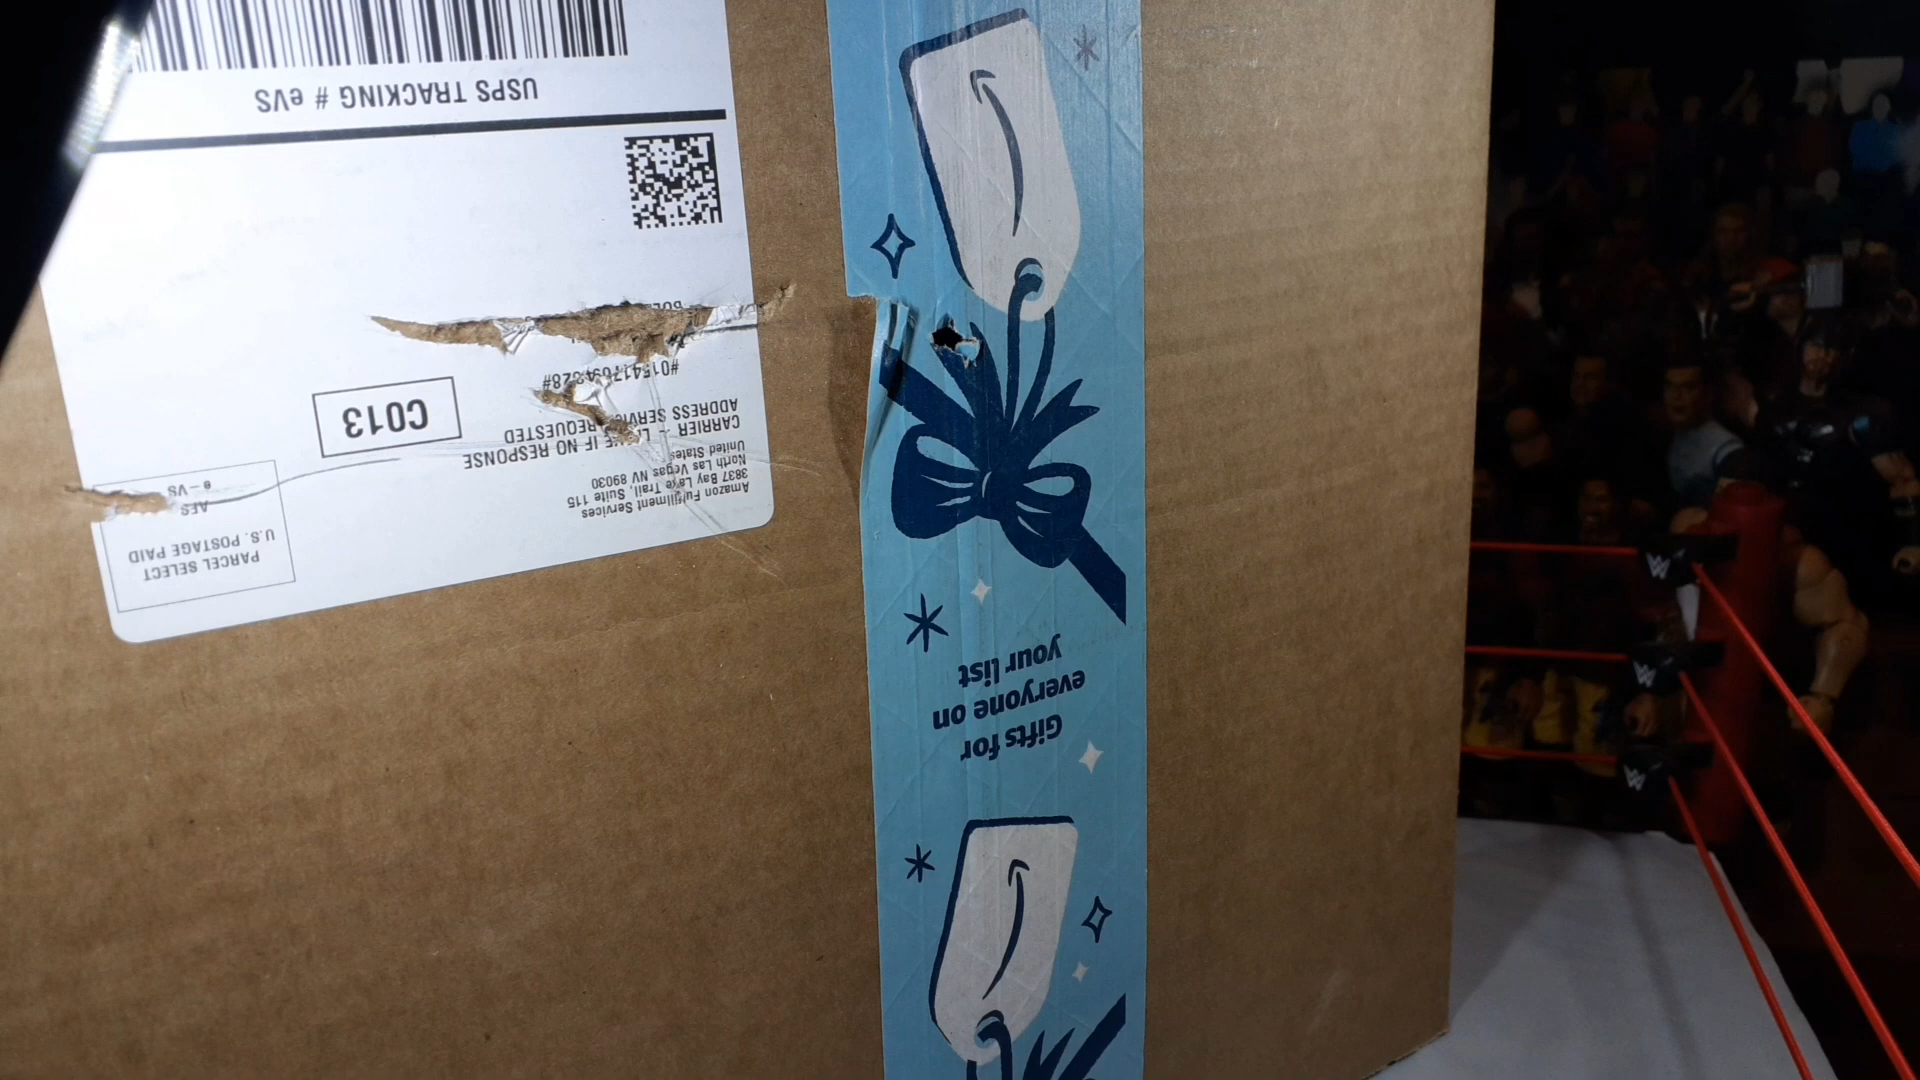 PARCEL SELECT
U.S. POSTAGE PAID
AFS
e-VS
Amazon Fulfillment Services
3837 Bay Lake Trail, Suite 115
North Las Vegas NV 89030
United States
CARRIER - LEAVE IF NO RESPONSE
ADDRESS SERVICE REQUESTED
C013
USPS TRACKING # eVS
Gifts for
everyone on
your list
W
W
W